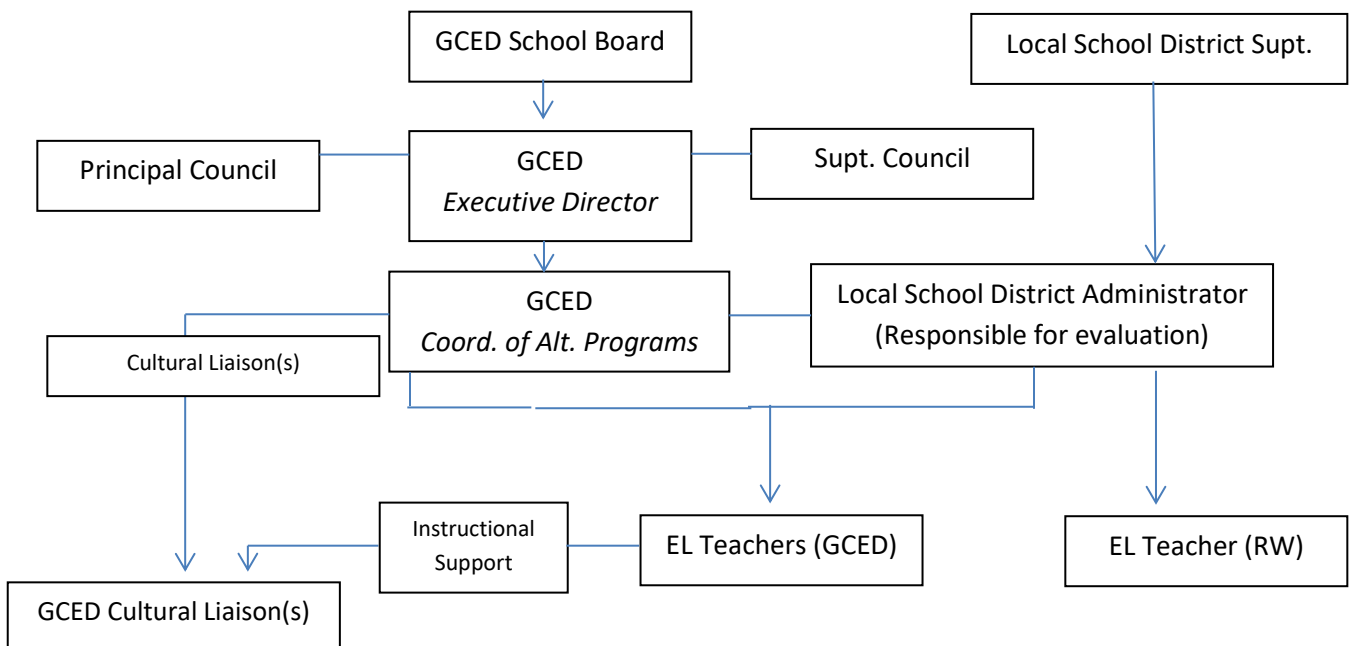 GCED School Board
Local School District Supt.
Principal Council
GCED
Executive Director
Supt. Council
GCED
Coord. of Alt. Programs
Local School District Administrator
(Responsible for evaluation)
Cultural Liaison(s)
Instructional
Support
EL Teachers (GCED)
EL Teacher (RW)
GCED Cultural Liaison(s)